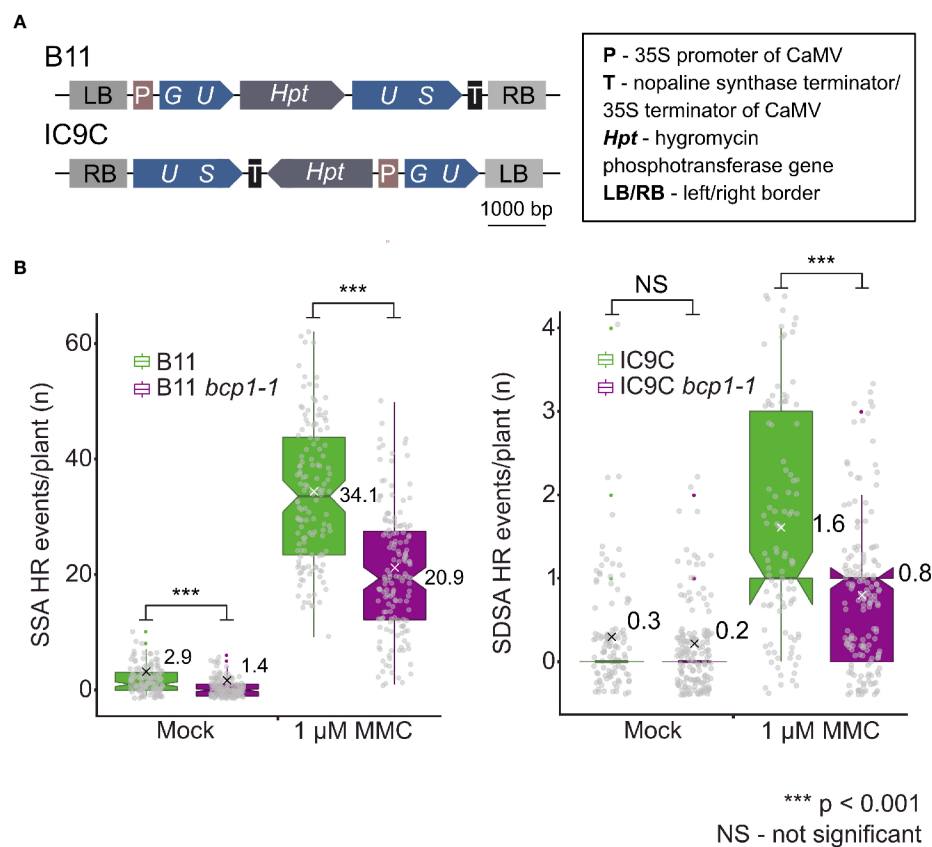 A
B11
LB P G U Hpt U S T RB
IC9C
RB U S T Hpt P G U LB
1000 bp
P - 35S promoter of CaMV
T - nopaline synthase terminator/
35S terminator of CaMV
Hpt - hygromycin
phosphotransferase gene
LB/RB - left/right border
B
SSA HR events/plant (n)
60
40
20
0
B11
B11 bcp1-1
***
2.9
1.4
***
34.1
20.9
Mock
1 µM MMC
SDSA HR events/plant (n)
4
3
2
1
0
IC9C
IC9C bcp1-1
NS
0.3
0.2
***
1.6
0.8
Mock
1 µM MMC
*** p < 0.001
NS - not significant